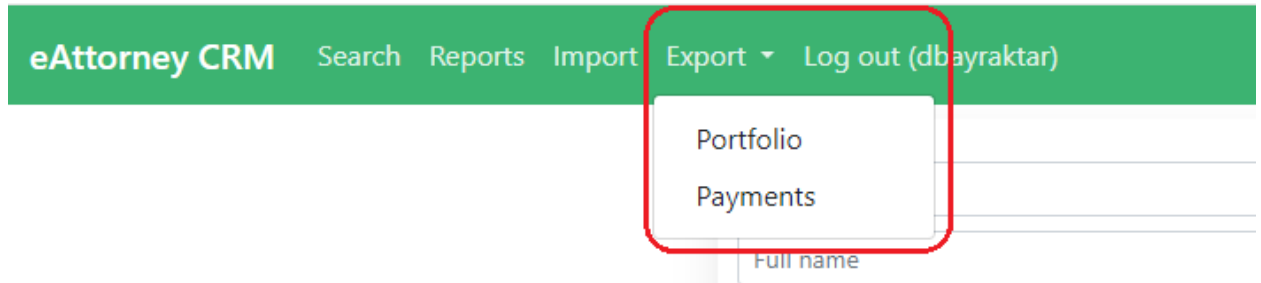 eAttorney CRM Search Reports Import Export Log out (dbayraktar)
Portfolio
Payments
Full name